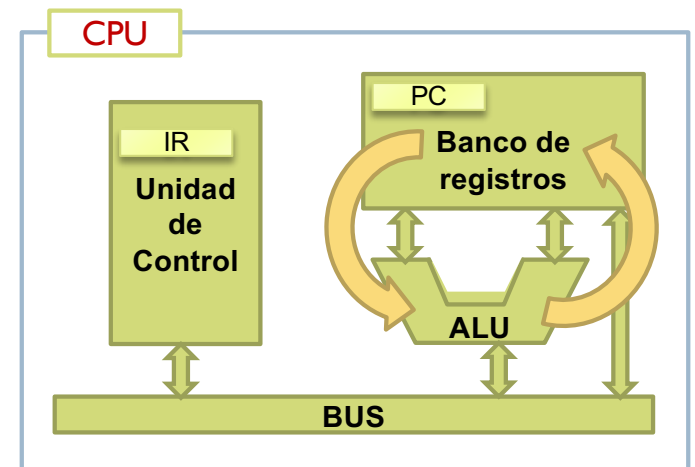 CPU
IR
Unidad
de
Control
PC
Banco de
registros
ALU
BUS